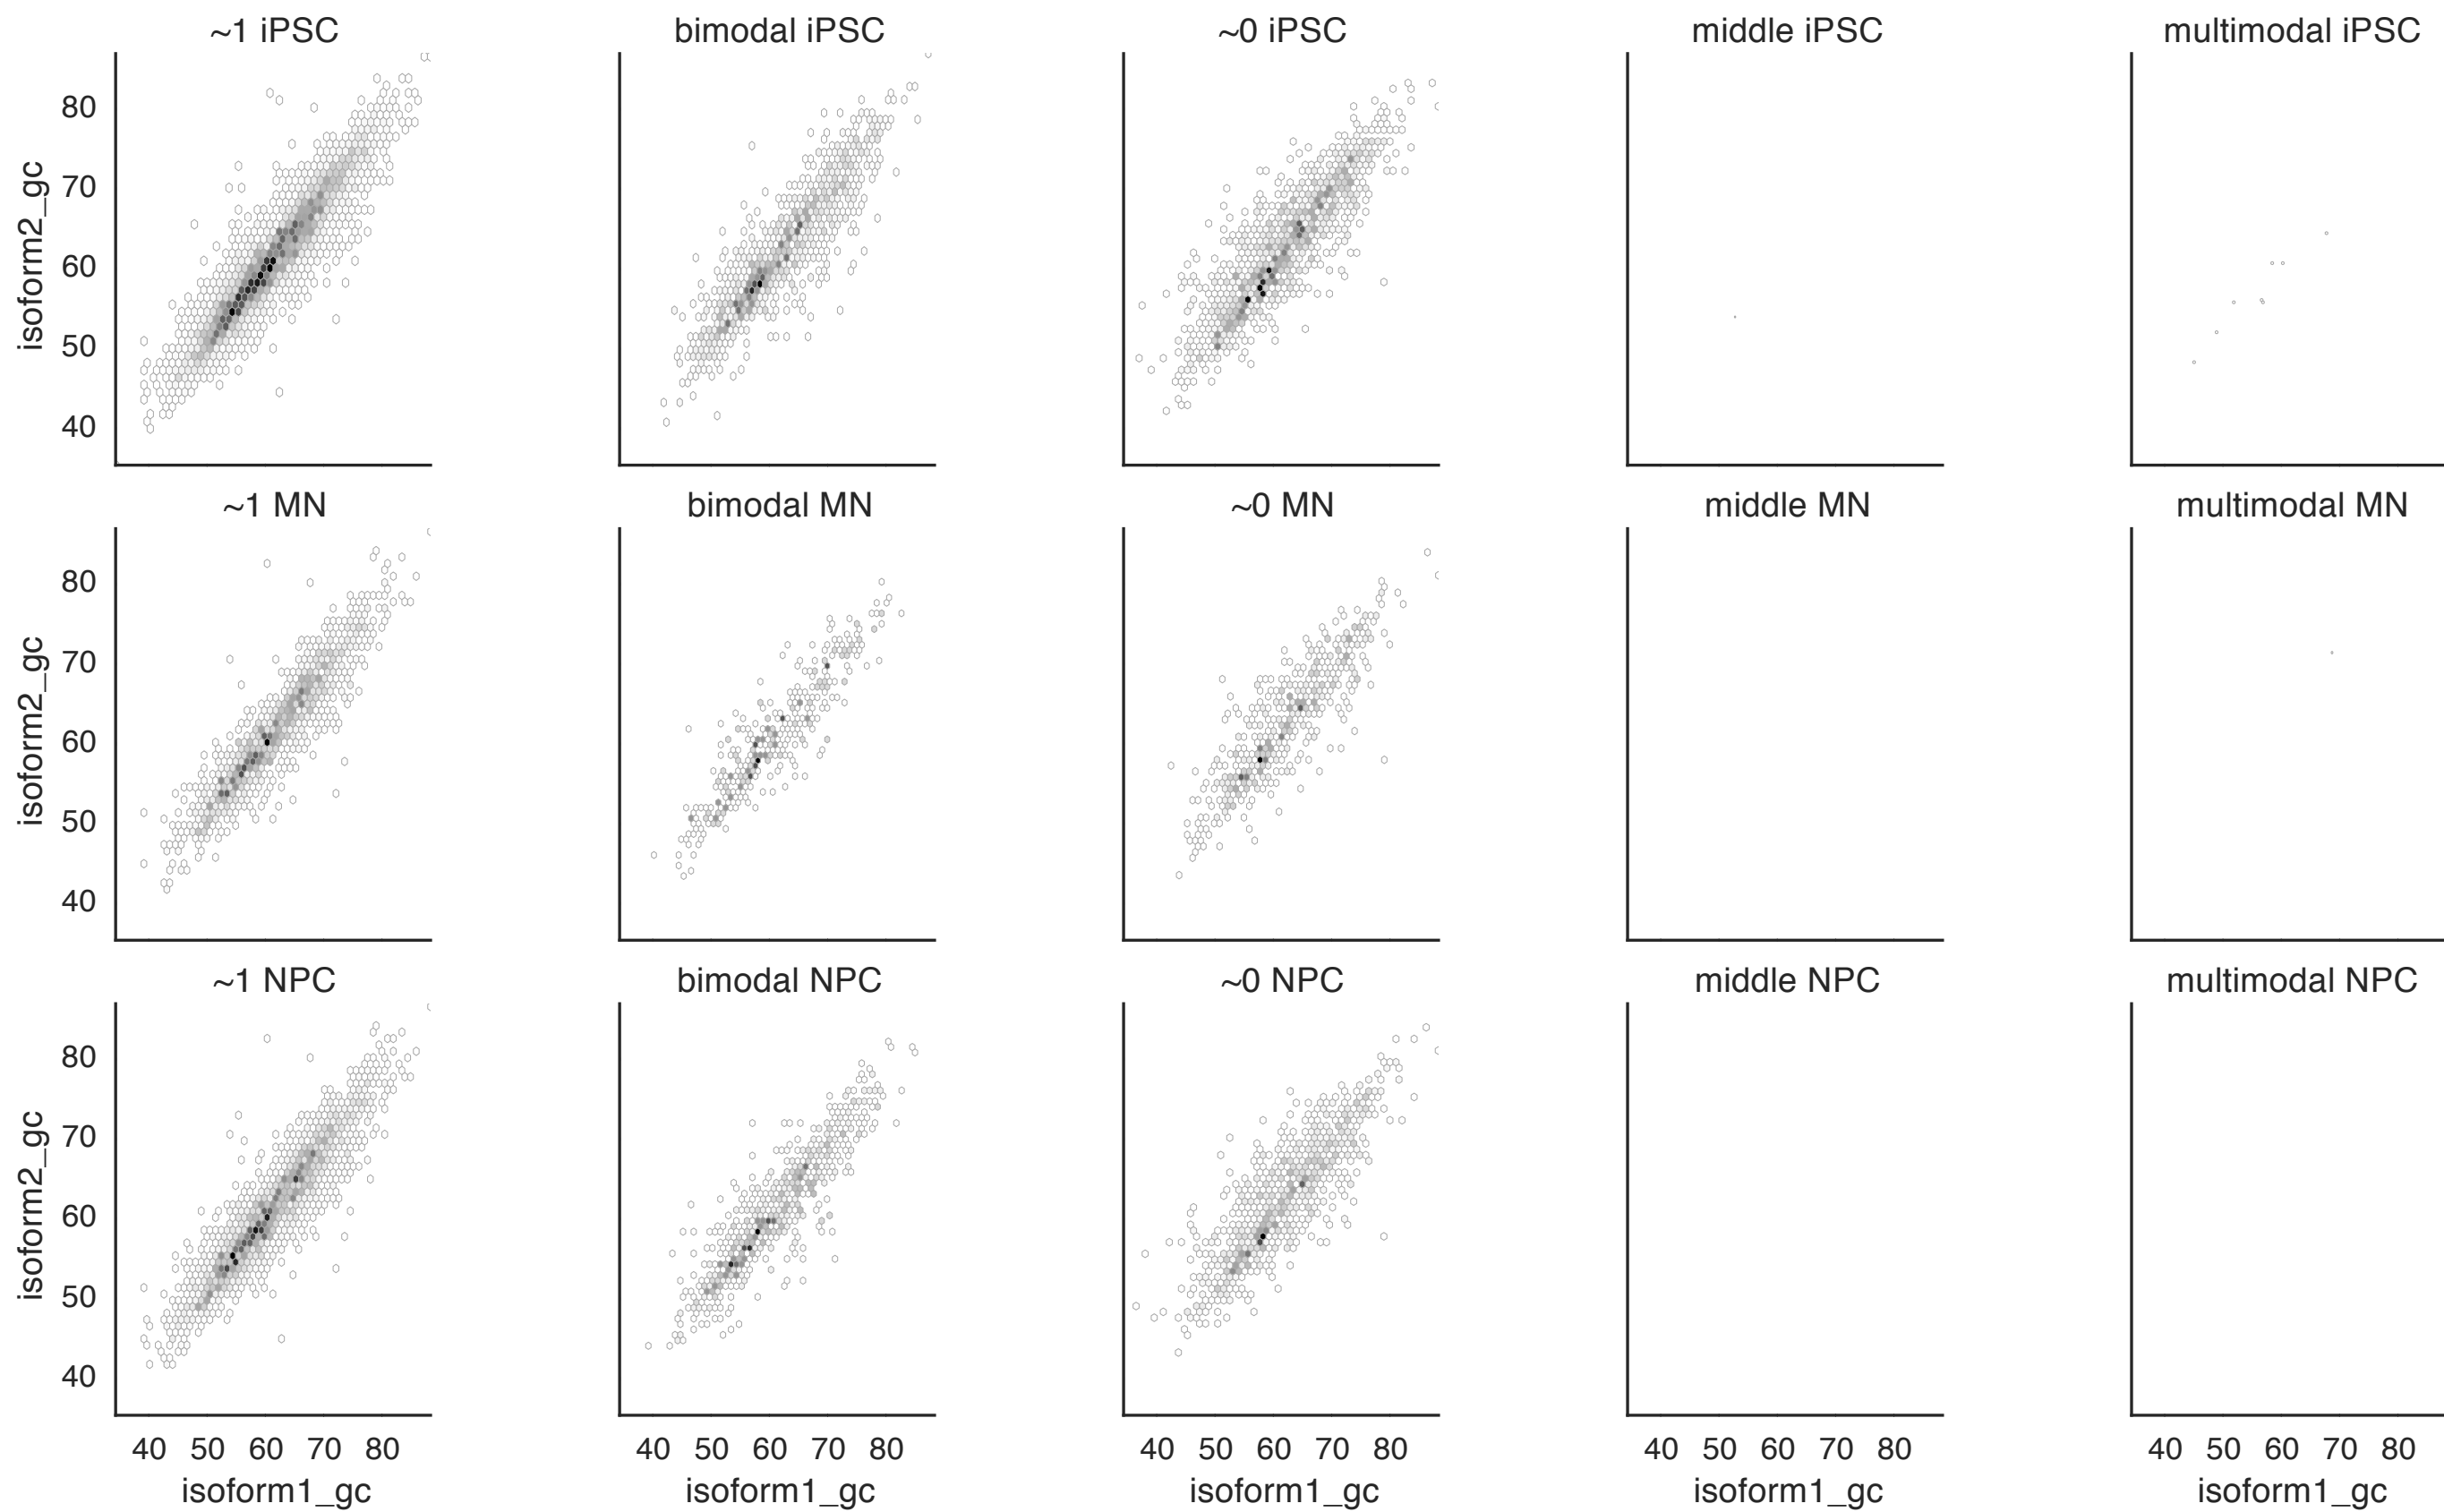 ~1 iPSC
bimodal iPSC
~0 iPSC
middle iPSC
multimodal iPSC
isoform2_gc
80
70
60
50
40
~1 MN
bimodal MN
~0 MN
middle MN
multimodal MN
isoform2_gc
80
70
60
50
40
~1 NPC
bimodal NPC
~0 NPC
middle NPC
multimodal NPC
isoform2_gc
80
70
60
50
40
40 50 60 70 80
40 50 60 70 80
40 50 60 70 80
40 50 60 70 80
40 50 60 70 80
isoform1_gc
isoform1_gc
isoform1_gc
isoform1_gc
isoform1_gc